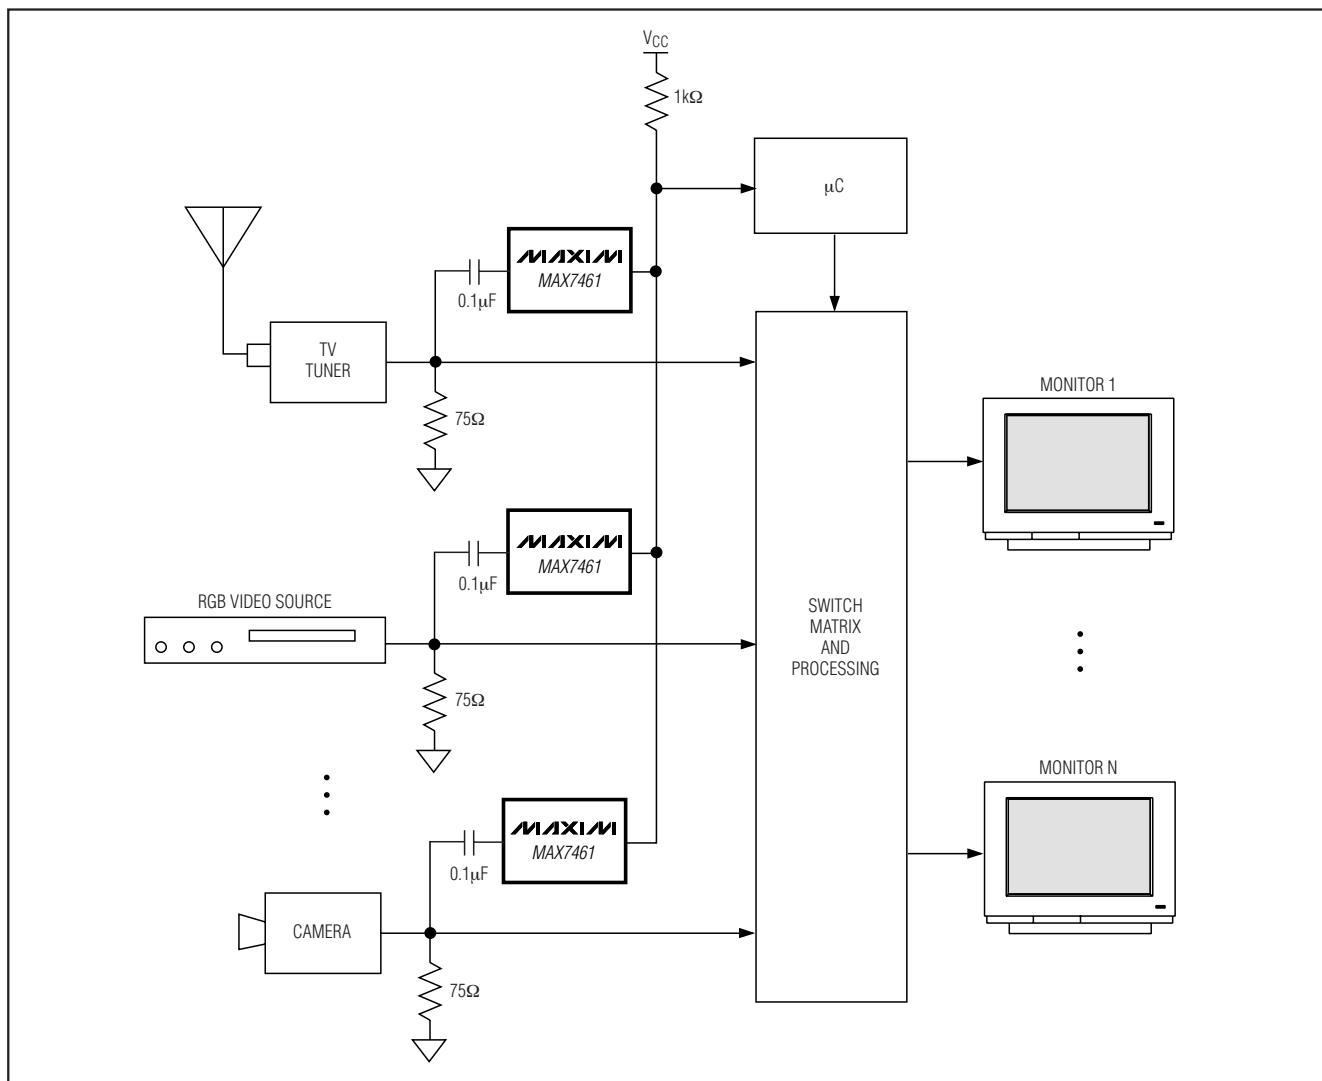 VCC
1kΩ
µC
MAXIM
MAX7461
0.1µF
TV
TUNER
75Ω
MONITOR 1
MAXIM
MAX7461
0.1µF
RGB VIDEO SOURCE
75Ω
SWITCH
MATRIX
AND
PROCESSING
MONITOR N
MAXIM
MAX7461
0.1µF
CAMERA
75Ω